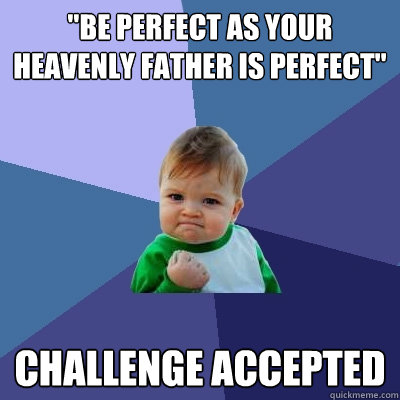 "BE PERFECT AS YOUR
HEAVENLY FATHER IS PERFECT"
CHALLENGE ACCEPTED
quickmeme.com